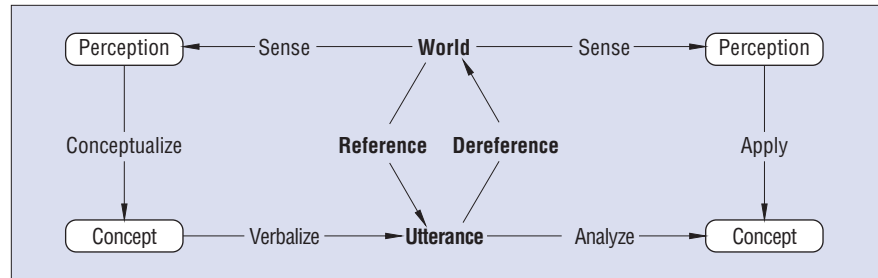 Perception Sense World Sense Perception
Conceptualize Reference Dereference Apply
Concept Verbalize Utterance Analyze Concept